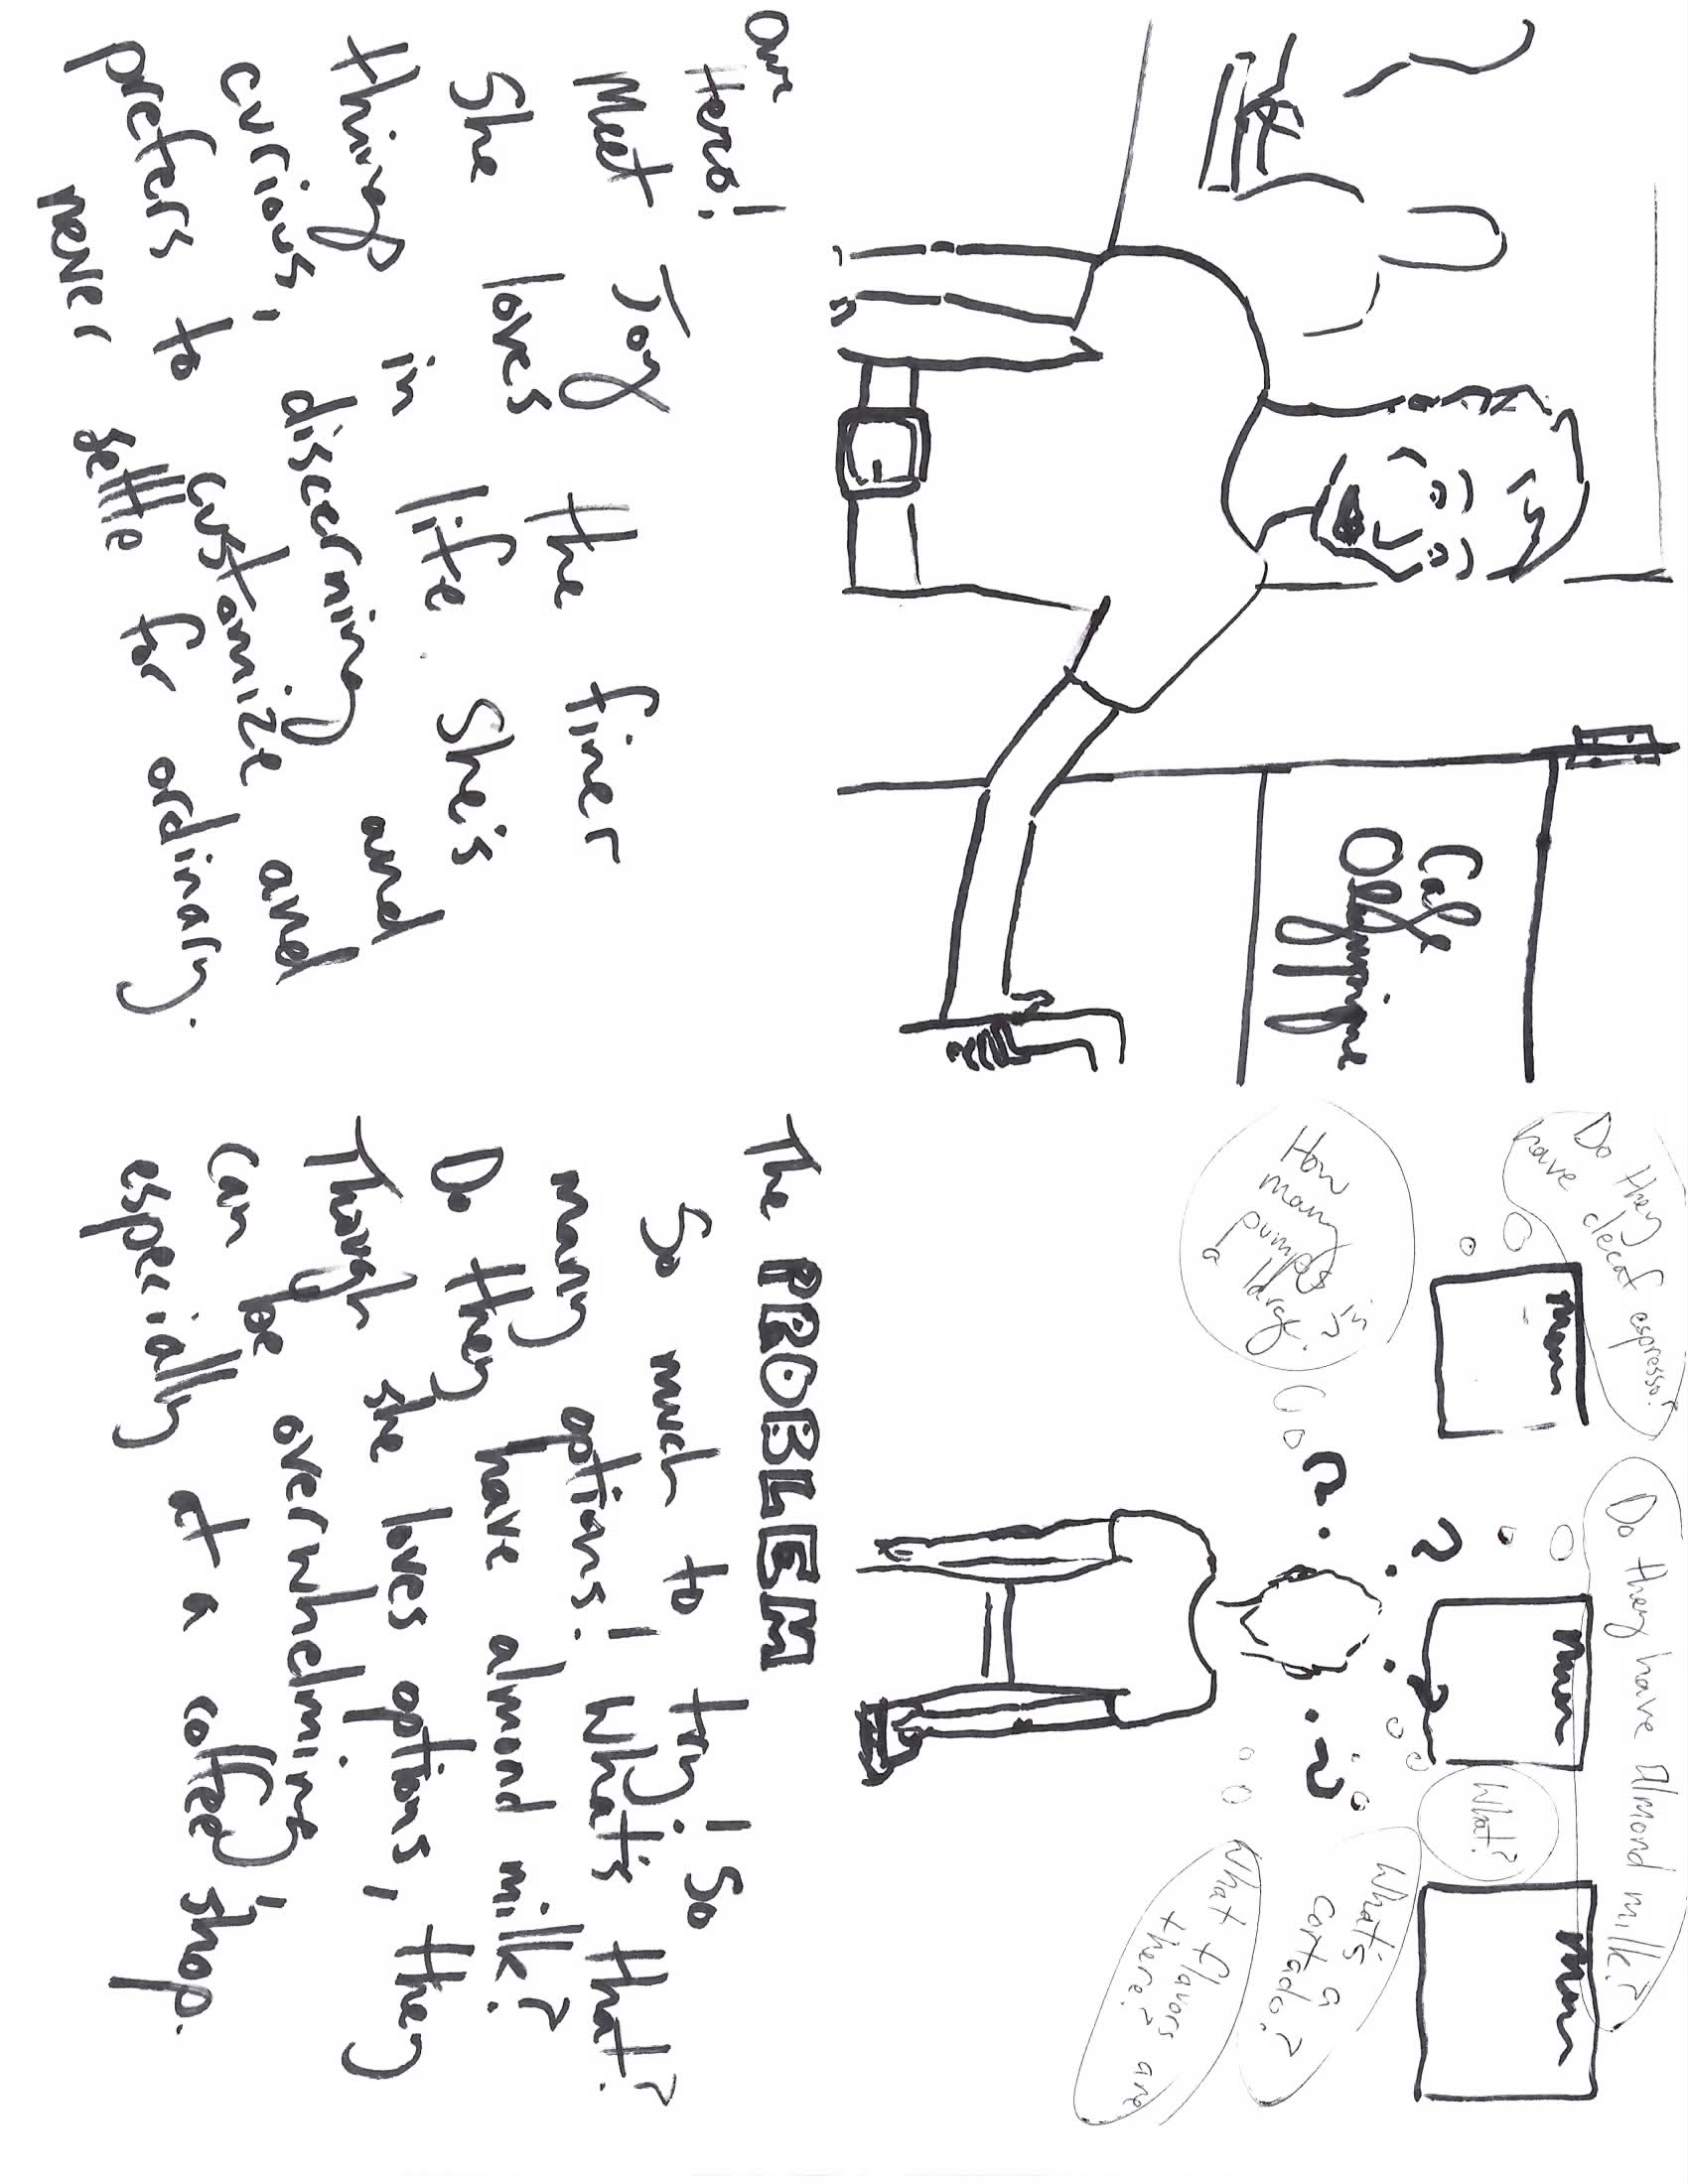 Cafe
Olympine
Our
Hero!
Meet Joy the finer
She loves
things in life. She's
curious, discerning and
prefers to customize and
never settle for ordinary.
Do they
have decaf espresso?
How
many
pumps in
a large?
Do they have almond milk?
What?
What's a
cortado?
What flavors are
there?
The PROBLEM
So much to try! So
many options! What's that?
Do they have almond milk?
Though she loves options, they
can be overwhelming,
especially at a coffee shop.